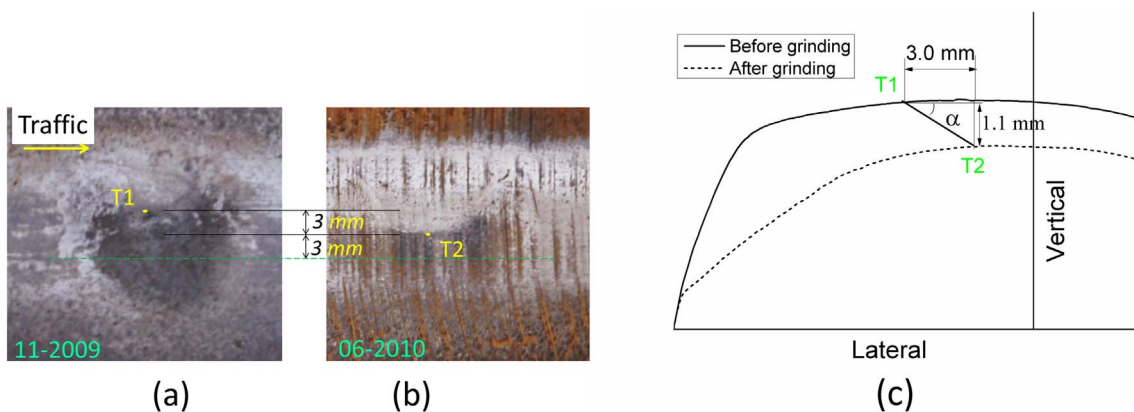 Traffic
T1
3 mm
3 mm
T2
11-2009
06-2010
(a)
(b)
Before grinding
After grinding
3.0 mm
T1
α
1.1 mm
T2
Vertical
Lateral
(c)